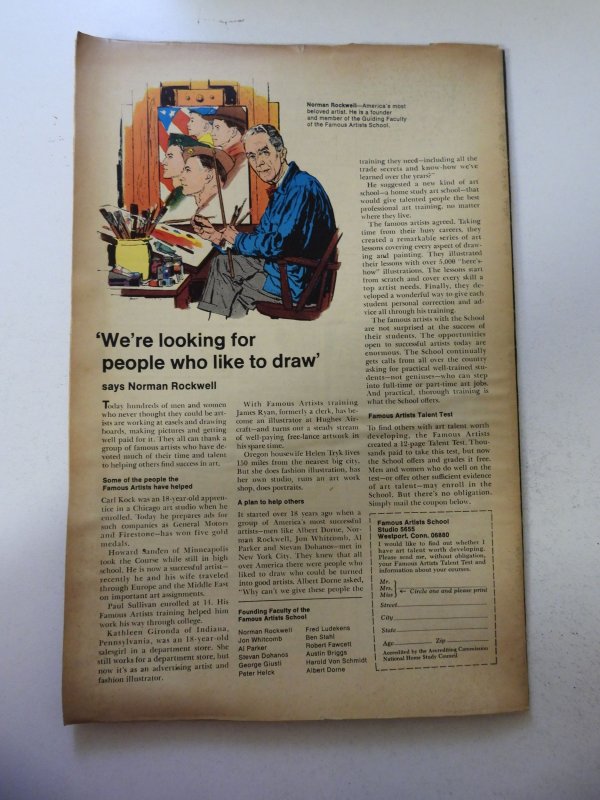 Norman Rockwell—America's most
beloved artist. He is a founder
and member of the Guiding Faculty
of the Famous Artists School.
'We're looking for
people who like to draw'
says Norman Rockwell
Today hundreds of men and women
who never thought they could be art-
ists are working at easels and drawing
boards, making pictures and getting
well paid for it. They all can thank a
group of famous artists who have de-
voted much of their time and talent
to helping others find success in art.
Some of the people the
Famous Artists have helped
Carl Kock was an 18-year-old appren-
tice in a Chicago art studio when he
enrolled. Today he prepares ads for
such companies as General Motors
and Firestone—has won five gold
medals.
Howard Sanden of Minneapolis
took the Course while still in high
school. He is now a successful artist—
recently he and his wife traveled
through Europe and the Middle East
on important art assignments.
Paul Sullivan enrolled at 14. His
Famous Artists training helped him
work his way through college.
Kathleen Gironda of Indiana,
Pennsylvania, was an 18-year-old
salesgirl in a department store. She
still works for a department store, but
now it's as an advertising artist and
fashion illustrator.
With Famous Artists training
James Ryan, formerly a clerk, has be-
come an illustrator at Hughes Air-
craft—and turns out a steady stream
of well-paying free-lance artwork in
his spare time.
Oregon housewife Helen Tryk lives
150 miles from the nearest big city.
But she does fashion illustration, has
her own studio, runs an art work
shop, does portraits.
A plan to help others
It started over 18 years ago when a
group of America's most successful
artists—men like Albert Dorne, Nor-
man Rockwell, Jon Whitcomb, Al
Parker and Stevan Dohanos—met in
New York City. They knew that all
over America there were people who
liked to draw who could be turned
into good artists. Albert Dorne asked,
"Why can't we give these people the
Founding Faculty of the
Famous Artists School
Norman Rockwell
Jon Whitcomb
Al Parker
Stevan Dohanos
George Giusti
Peter Helck
Fred Ludekens
Ben Stahl
Robert Fawcett
Austin Briggs
Harold Von Schmidt
Albert Dorne
training they need—including all the
trade secrets and know-how we've
learned over the years?"
He suggested a new kind of art
school—a home study art school—that
would give talented people the best
professional art training, no matter
where they live.
The famous artists agreed. Taking
time from their busy careers, they
created a remarkable series of art
lessons covering every aspect of draw-
ing and painting. They illustrated
their lessons with over 5,000 "here's-
how" illustrations. The lessons start
from scratch and cover every skill a
top artist needs. Finally, they de-
veloped a wonderful way to give each
student personal correction and ad-
vice all through his training.
The famous artists with the School
are not surprised at the success of
their students. The opportunities
open to successful artists today are
enormous. The School continually
gets calls from all over the country
asking for practical well-trained stu-
dents—not geniuses—who can step
into full-time or part-time art jobs.
And practical, thorough training is
what the School offers.
Famous Artists Talent Test
To find others with art talent worth
developing, the Famous Artists
created a 12-page Talent Test. Thou-
sands paid to take this test, but now
the School offers and grades it free.
Men and women who do well on the
test—or offer other sufficient evidence
of art talent—may enroll in the
School. But there's no obligation.
Simply mail the coupon below.
Famous Artists School
Studio 5655
Westport, Conn. 06880
I would like to find out whether I
have art talent worth developing.
Please send me, without obligation,
your Famous Artists Talent Test and
information about your courses.
Mr.
Mrs.
Miss
← Circle one and please print
Street
City
State
Age Zip
Accredited by the Accrediting Commission
National Home Study Council